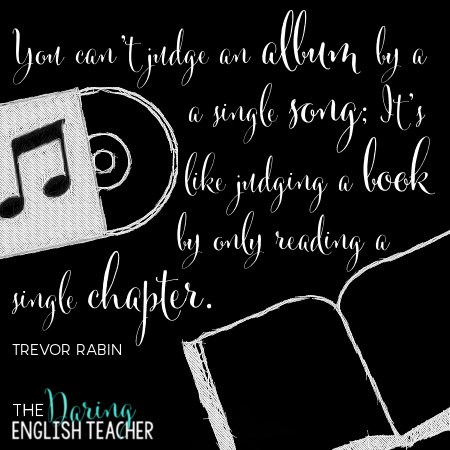 You can't judge an album by a
a single song; It's
like judging a book
by only reading a
single chapter.
TREVOR RABIN
THE Daring
ENGLISH TEACHER